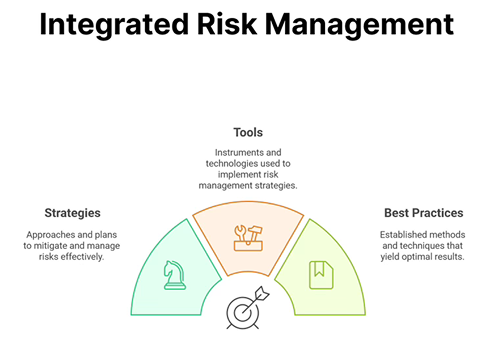 Integrated Risk Management
Tools
Instruments and
technologies used to
implement risk
management strategies.
Strategies
Approaches and plans
to mitigate and manage
risks effectively.
Best Practices
Established methods
and techniques that
yield optimal results.